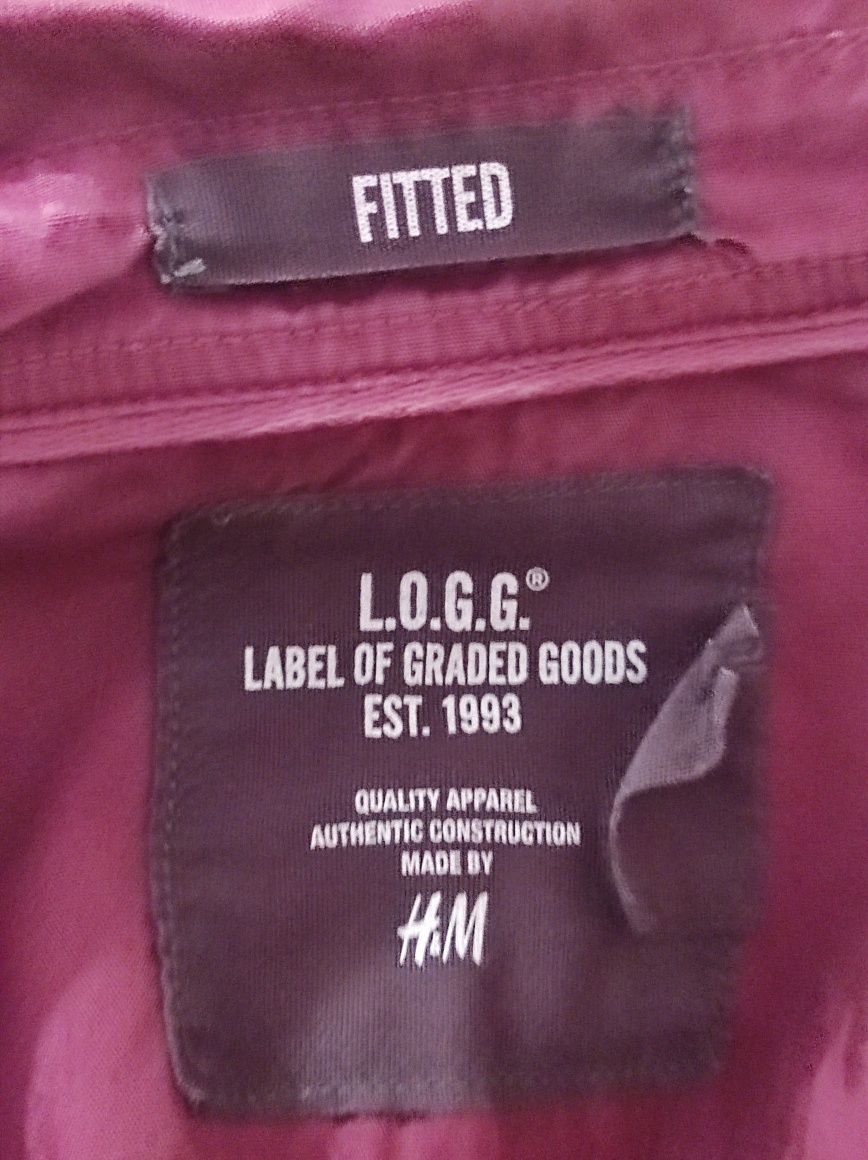 FITTED
L.O.G.G.®
LABEL OF GRADED GOODS
EST. 1993
QUALITY APPAREL
AUTHENTIC CONSTRUCTION
MADE BY
H&M